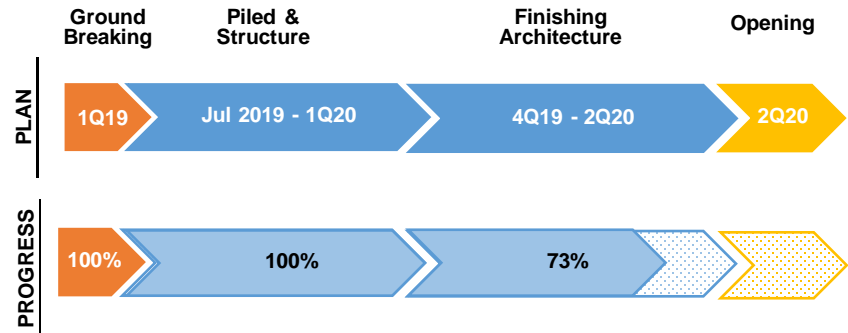 Ground
Breaking
Piled &
Structure
Finishing
Architecture
Opening
PLAN
1Q19
Jul 2019 - 1Q20
4Q19 - 2Q20
2Q20
PROGRESS
100%
100%
73%